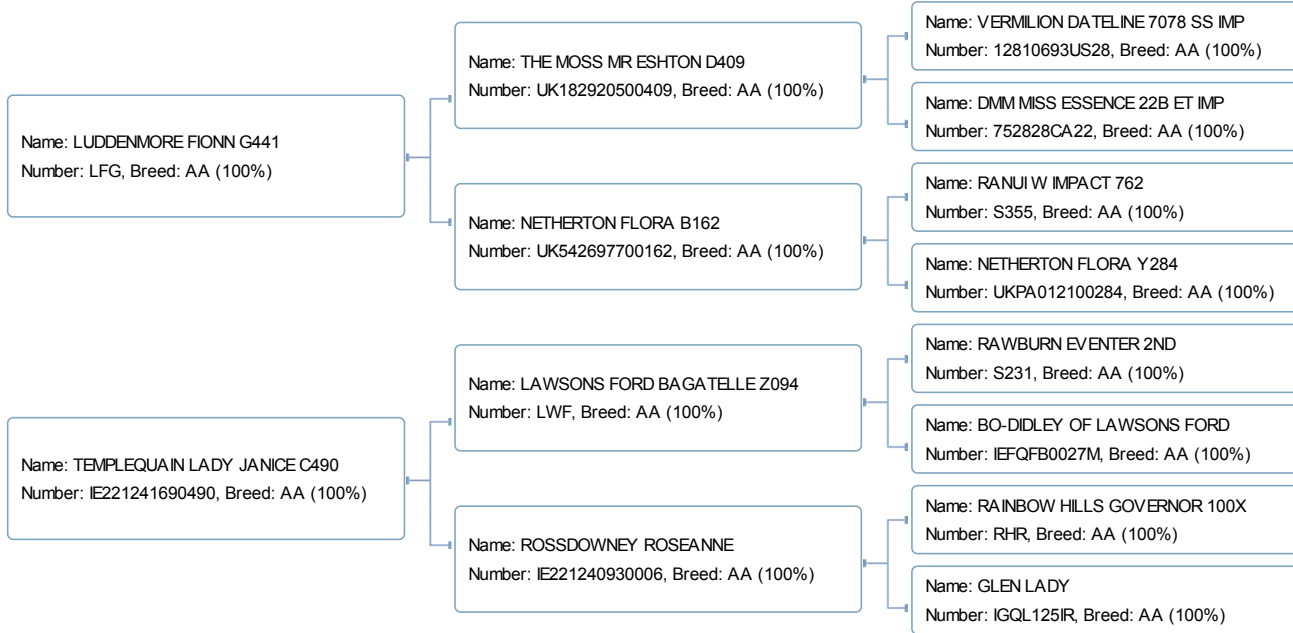 Name: LUDDENMORE FIONN G441
Number: LFG, Breed: AA (100%)
Name: TEMPLEQUAIN LADY JANICE C490
Number: IE221241690490, Breed: AA (100%)
Name: THE MOSS MR ESHTON D409
Number: UK182920500409, Breed: AA (100%)
Name: NETHERTON FLORA B162
Number: UK542697700162, Breed: AA (100%)
Name: LAWSONS FORD BAGATELLE Z094
Number: LWF, Breed: AA (100%)
Name: ROSSDOWNEY ROSEANNE
Number: IE221240930006, Breed: AA (100%)
Name: VERMILION DATELINE 7078 SS IMP
Number: 12810693US28, Breed: AA (100%)
Name: DMM MISS ESSENCE 22B ET IMP
Number: 752828CA22, Breed: AA (100%)
Name: RANUI W IMPACT 762
Number: S355, Breed: AA (100%)
Name: NETHERTON FLORA Y284
Number: UKPA012100284, Breed: AA (100%)
Name: RAWBURN EVENTER 2ND
Number: S231, Breed: AA (100%)
Name: BO-DIDLEY OF LAWSONS FORD
Number: IEFQFB0027M, Breed: AA (100%)
Name: RAINBOW HILLS GOVERNOR 100X
Number: RHR, Breed: AA (100%)
Name: GLEN LADY
Number: IGQL125IR, Breed: AA (100%)